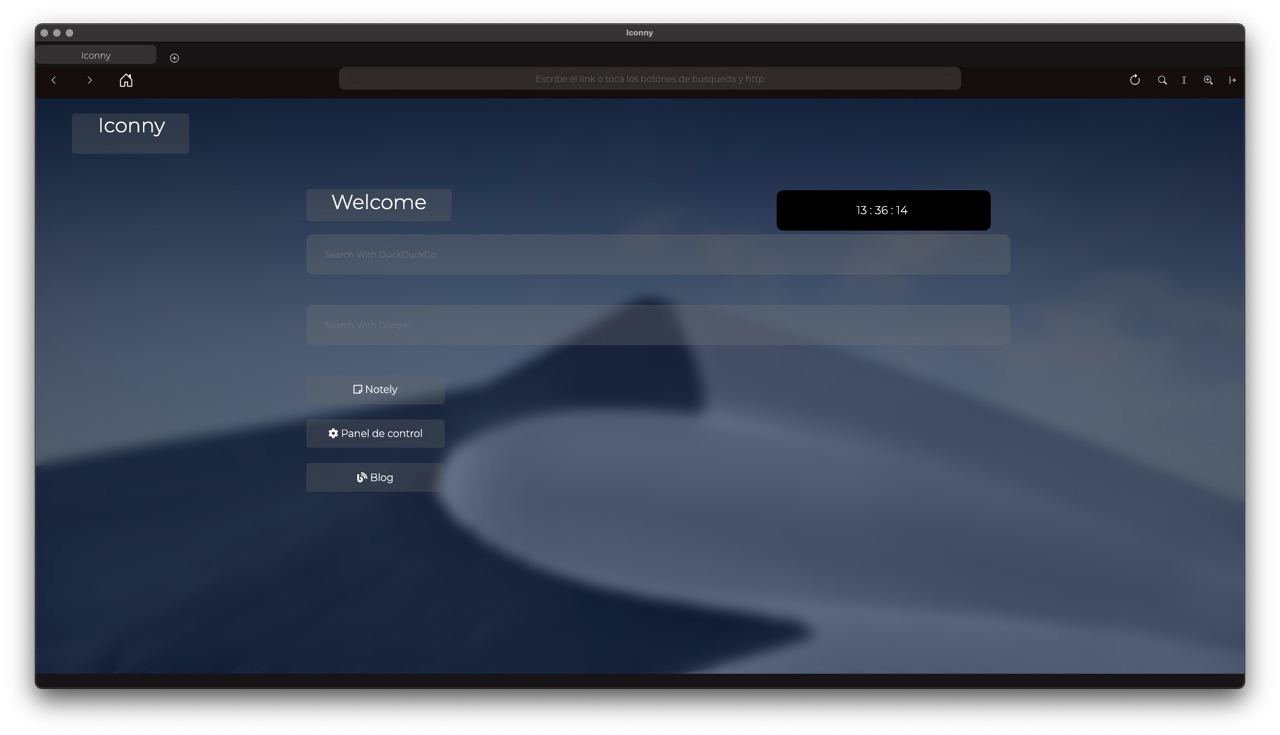 Iconny
Iconny
Escribe el link o toca los botones de busqueda y http
Iconny
Welcome
13 : 36 : 14
Search With DuckDuckGo
Search With Google
Notely
Panel de control
Blog